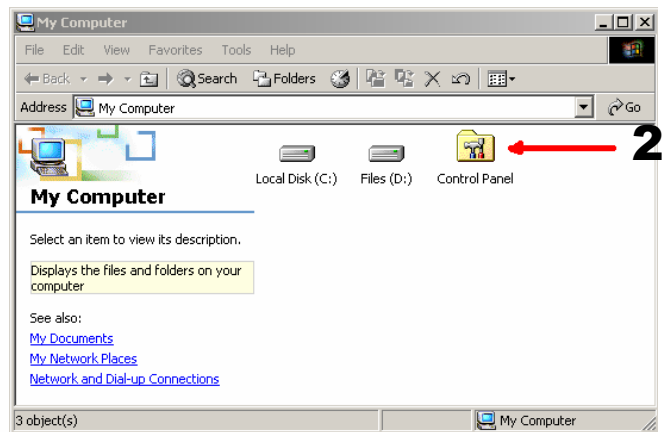 My Computer
File Edit View Favorites Tools Help
Back Search Folders
Address My Computer Go
2
Local Disk (C:) Files (D:) Control Panel
My Computer
Select an item to view its description.
Displays the files and folders on your
computer
See also:
My Documents
My Network Places
Network and Dial-up Connections
3 object(s) My Computer